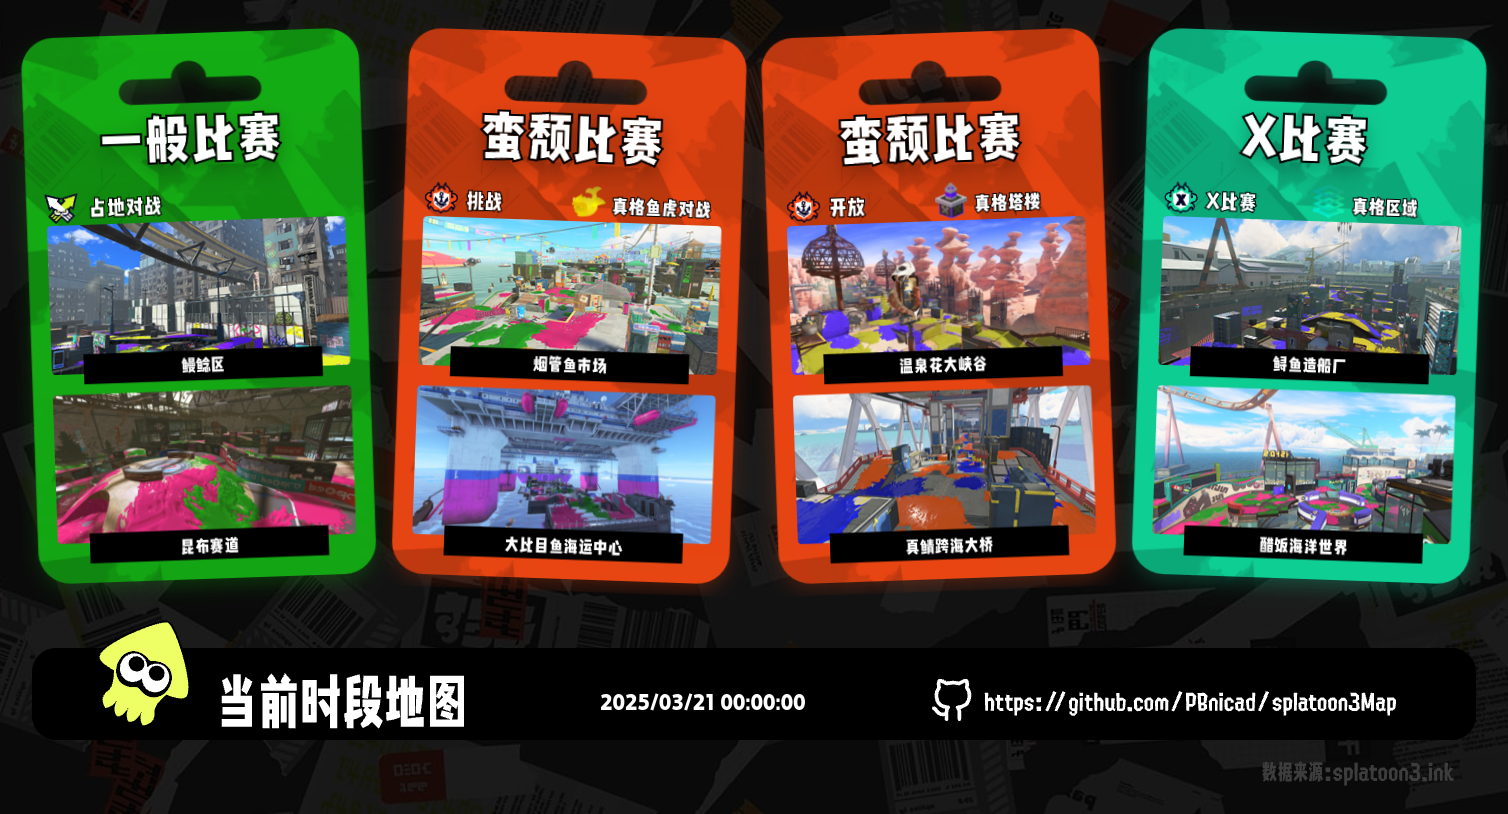 一般比赛
占地对战
鳗鲶区
昆布赛道
蛮颓比赛
挑战
真格鱼虎对战
烟管鱼市场
大比目鱼海运中心
蛮颓比赛
开放
真格塔楼
温泉花大峡谷
真鲭跨海大桥
X比赛
X比赛
真格区域
鲟鱼造船厂
醋饭海洋世界
当前时段地图
2025/03/21 00:00:00
https://github.com/PBnicad/splatoon3Map
数据来源:splatoon3.ink